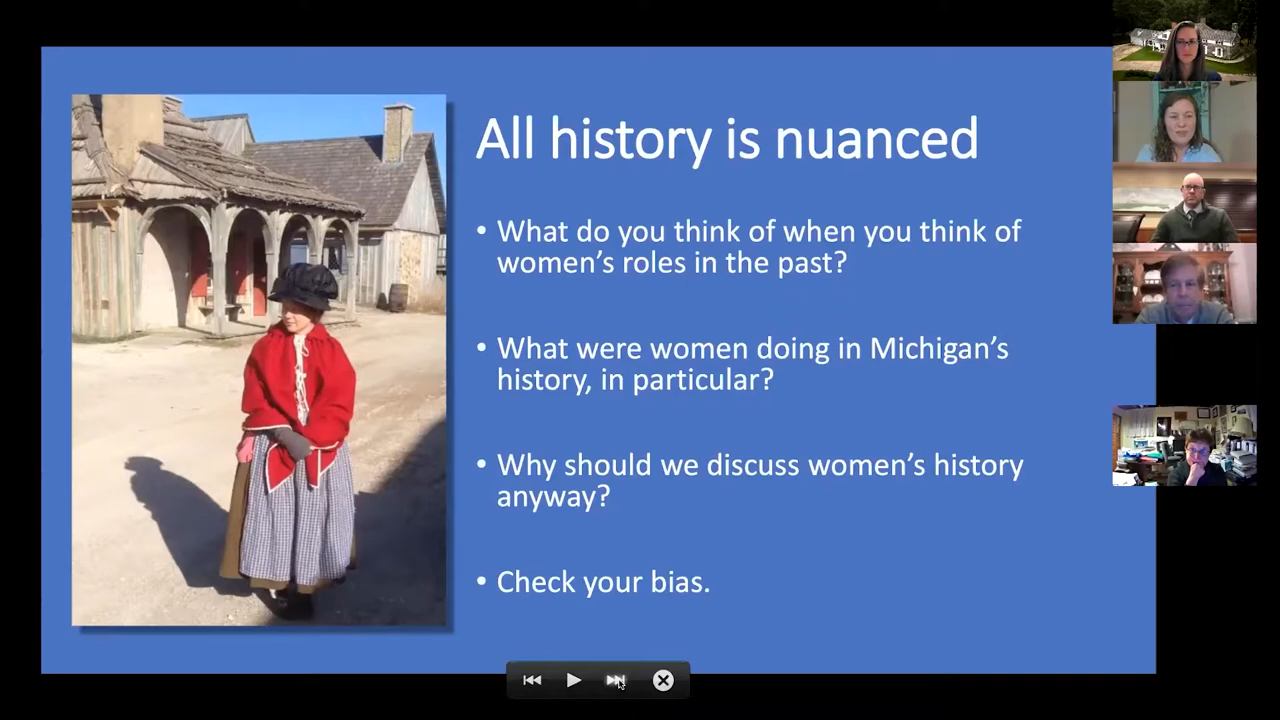 All history is nuanced
• What do you think of when you think of
women's roles in the past?
• What were women doing in Michigan's
history, in particular?
• Why should we discuss women's history
anyway?
• Check your bias.